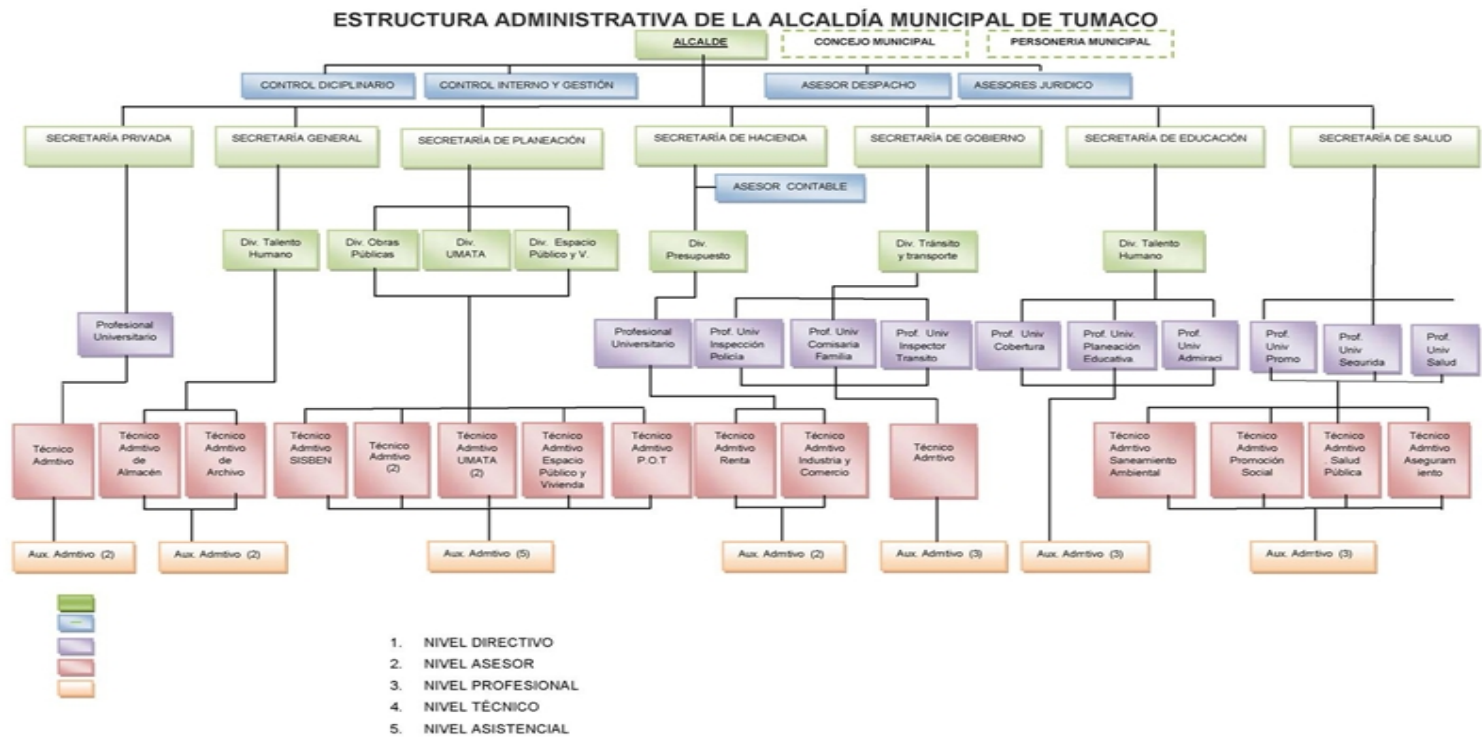 ESTRUCTURA ADMINISTRATIVA DE LA ALCALDÍA MUNICIPAL DE TUMACO
ALCALDE
CONCEJO MUNICIPAL
PERSONERIA MUNICIPAL
CONTROL DICIPLINARIO
CONTROL INTERNO Y GESTIÓN
ASESOR DESPACHO
ASESORES JURIDICO
SECRETARÍA PRIVADA
SECRETARÍA GENERAL
SECRETARÍA DE PLANEACIÓN
SECRETARÍA DE HACIENDA
SECRETARÍA DE GOBIERNO
SECRETARÍA DE EDUCACIÓN
SECRETARÍA DE SALUD
ASESOR CONTABLE
Div. Talento
Humano
Div. Obras
Públicas
Div.
UMATA
Div. Espacio
Público y V.
Div.
Presupuesto
Div. Tránsito
y transporte
Div. Talento
Humano
Profesional
Universitario
Profesional
Universitario
Prof. Univ
Inspección
Policía
Prof. Univ
Comisaria
Familia
Prof. Univ
Inspector
Transito
Prof. Univ
Cobertura
Prof. Univ.
Planeación
Educativa
Prof.
Univ
Admiraci
Prof.
Univ
Promo
Prof.
Univ
Segurida
Prof.
Univ
Salud
Técnico
Admtivo
Técnico
Admtivo
de
Almacén
Técnico
Admtivo
de
Archivo
Técnico
Admtivo
SISBEN
Técnico
Admtivo
(2)
Técnico
Admtivo
UMATA
(2)
Técnico
Admtivo
Espacio
Público y
Vivienda
Técnico
Admtivo
P.O.T
Técnico
Admtivo
Renta
Técnico
Admtivo
Industria y
Comercio
Técnico
Admtivo
Técnico
Admtivo
Saneamiento
Ambiental
Técnico
Admtivo
Promoción
Social
Técnico
Admtivo
. Salud
Pública
Técnico
Admtivo
Aseguram
iento
Aux. Admtivo (2)
Aux. Admtivo (2)
Aux. Admtivo (5)
Aux. Admtivo (2)
Aux. Admtivo (3)
Aux. Admtivo (3)
Aux. Admtivo (3)
1. NIVEL DIRECTIVO
2. NIVEL ASESOR
3. NIVEL PROFESIONAL
4. NIVEL TÉCNICO
5. NIVEL ASISTENCIAL